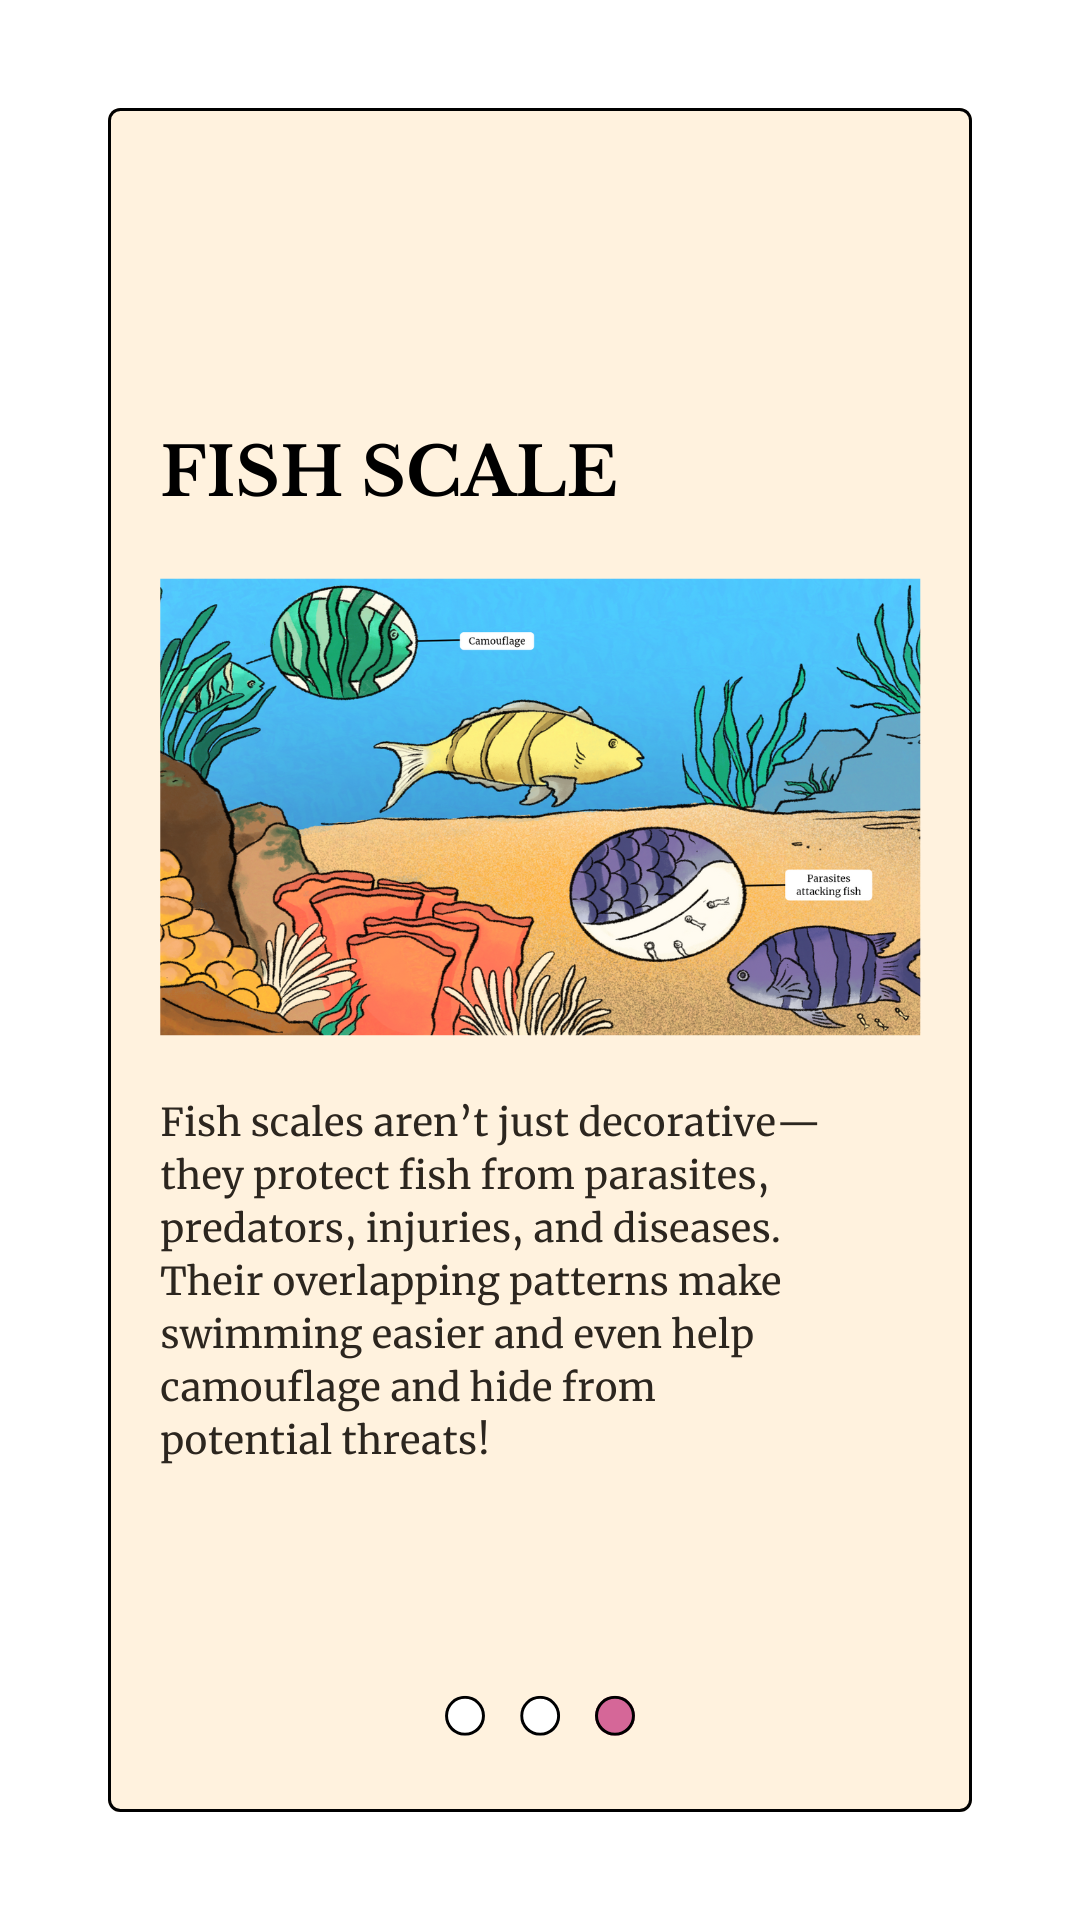 FISH SCALE
Camouflage
Parasites
attacking fish
Fish scales aren’t just decorative—
they protect fish from parasites,
predators, injuries, and diseases.
Their overlapping patterns make
swimming easier and even help
camouflage and hide from
potential threats!